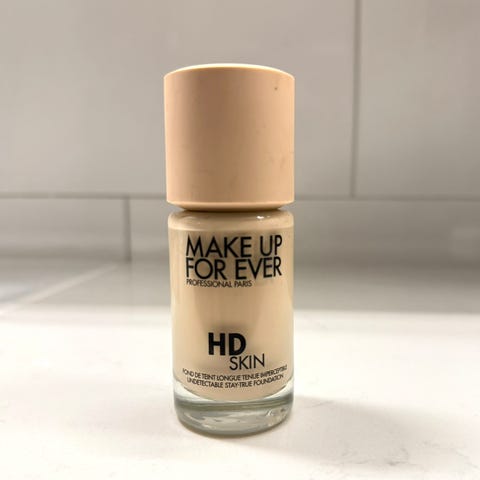 MAKE UP
FOR EVER
PROFESSIONAL PARIS
HD
SKIN
FOND DE TEINT LONGUE TENUE IMPERCEPTIBLE
UNDETECTABLE STAY-TRUE FOUNDATION